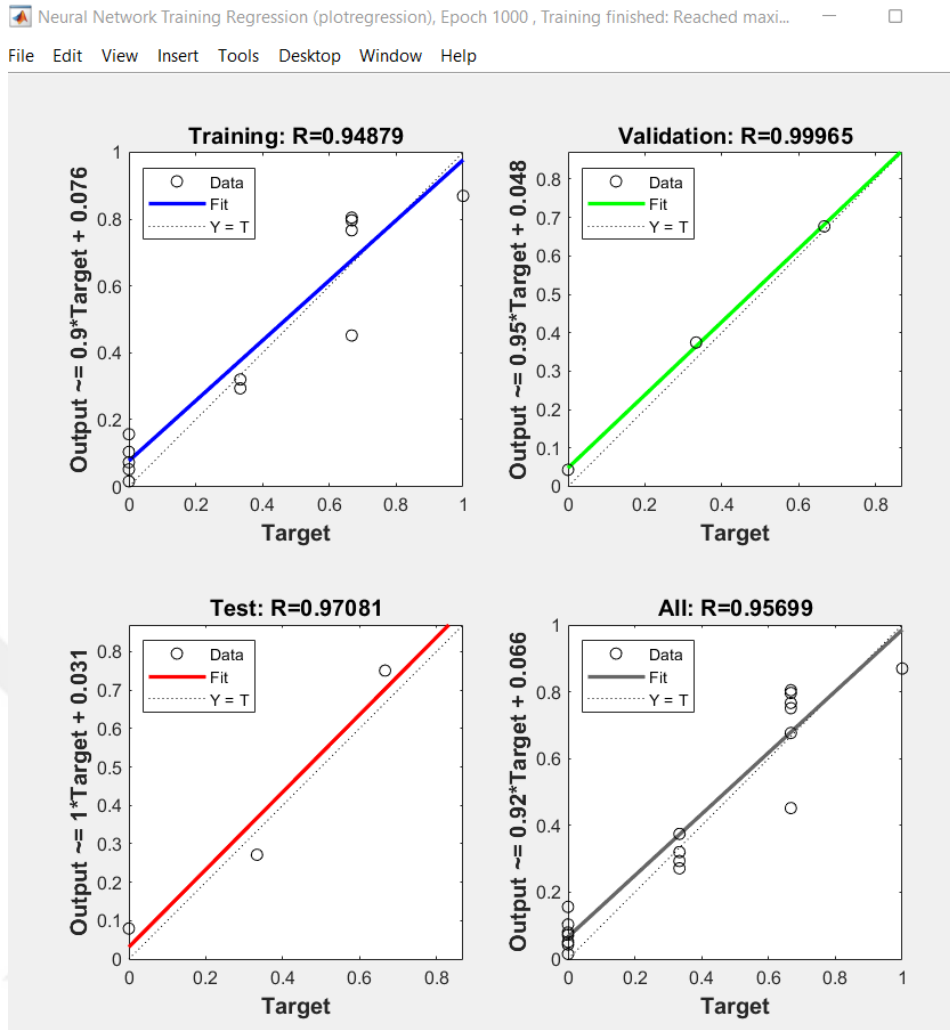 Neural Network Training Regression (plotregression), Epoch 1000 , Training finished: Reached maxi...
File Edit View Insert Tools Desktop Window Help
Training: R=0.94879
Output ~= 0.9*Target + 0.076
1
0.8
0.6
0.4
0.2
0
Data
Fit
Y = T
0 0.2 0.4 0.6 0.8 1
Target
Validation: R=0.99965
Output ~= 0.95*Target + 0.048
0.8
0.7
0.6
0.5
0.4
0.3
0.2
0.1
0
Data
Fit
Y = T
0 0.2 0.4 0.6 0.8
Target
Test: R=0.97081
Output ~= 1*Target + 0.031
0.8
0.7
0.6
0.5
0.4
0.3
0.2
0.1
0
Data
Fit
Y = T
0 0.2 0.4 0.6 0.8
Target
All: R=0.95699
Output ~= 0.92*Target + 0.066
1
0.8
0.6
0.4
0.2
0
Data
Fit
Y = T
0 0.2 0.4 0.6 0.8 1
Target